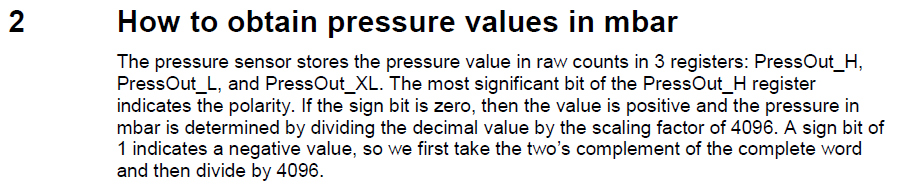 2 How to obtain pressure values in mbar
The pressure sensor stores the pressure value in raw counts in 3 registers: PressOut_H,
PressOut_L, and PressOut_XL. The most significant bit of the PressOut_H register
indicates the polarity. If the sign bit is zero, then the value is positive and the pressure in
mbar is determined by dividing the decimal value by the scaling factor of 4096. A sign bit of
1 indicates a negative value, so we first take the two’s complement of the complete word
and then divide by 4096.